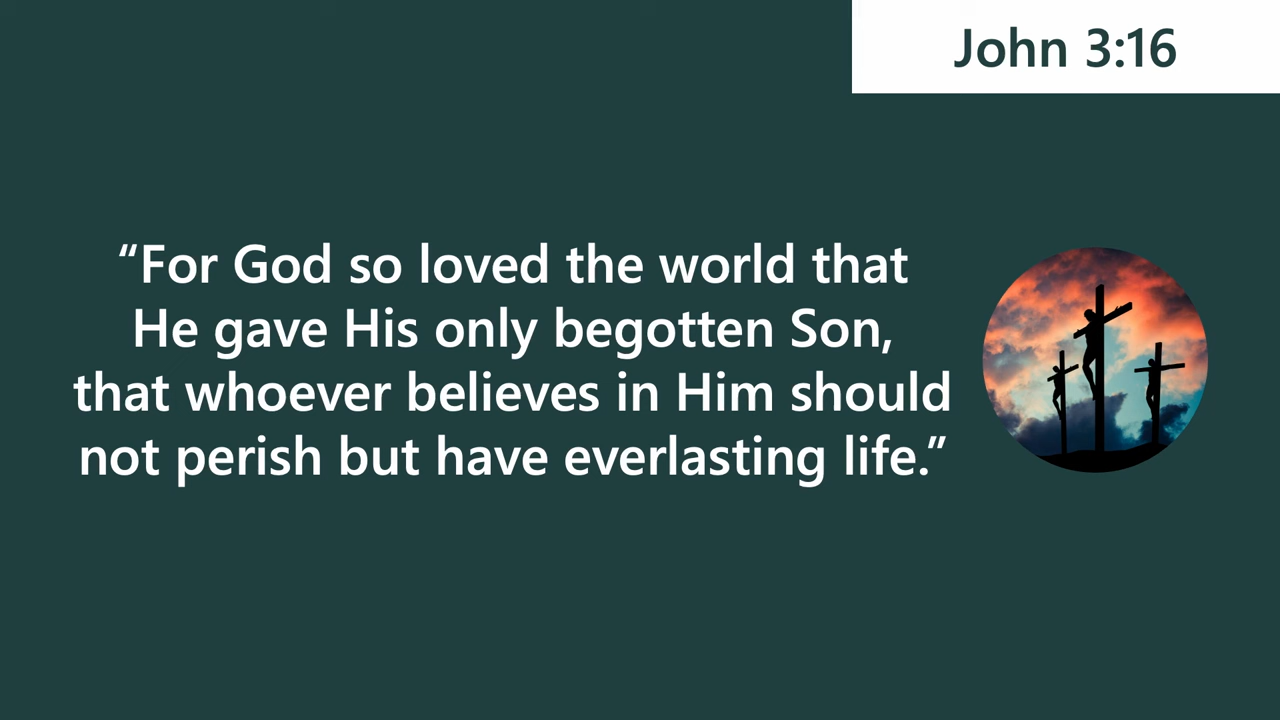 John 3:16
“For God so loved the world that
He gave His only begotten Son,
that whoever believes in Him should
not perish but have everlasting life.”